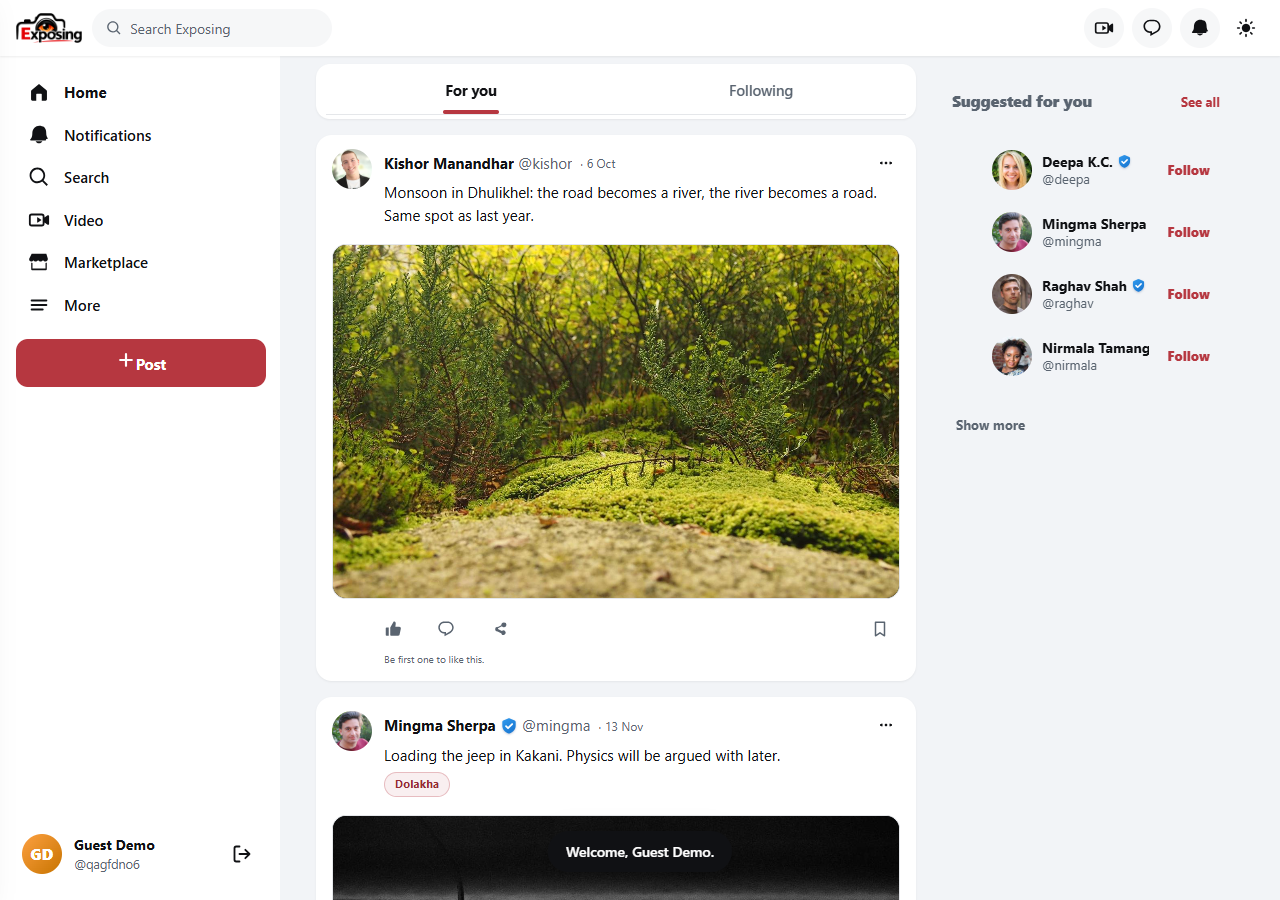 Exposing
Search Exposing
Home
Notifications
Search
Video
Marketplace
More
Post
GD
Guest Demo
@qagfdno6
For you
Following
Kishor Manandhar @kishor · 6 Oct
Monsoon in Dhulikhel: the road becomes a river, the river becomes a road.
Same spot as last year.
Be first one to like this.
Mingma Sherpa @mingma · 13 Nov
Loading the jeep in Kakani. Physics will be argued with later.
Dolakha
Welcome, Guest Demo.
Suggested for you
See all
Deepa K.C.
@deepa
Follow
Mingma Sherpa
@mingma
Follow
Raghav Shah
@raghav
Follow
Nirmala Tamang
@nirmala
Follow
Show more